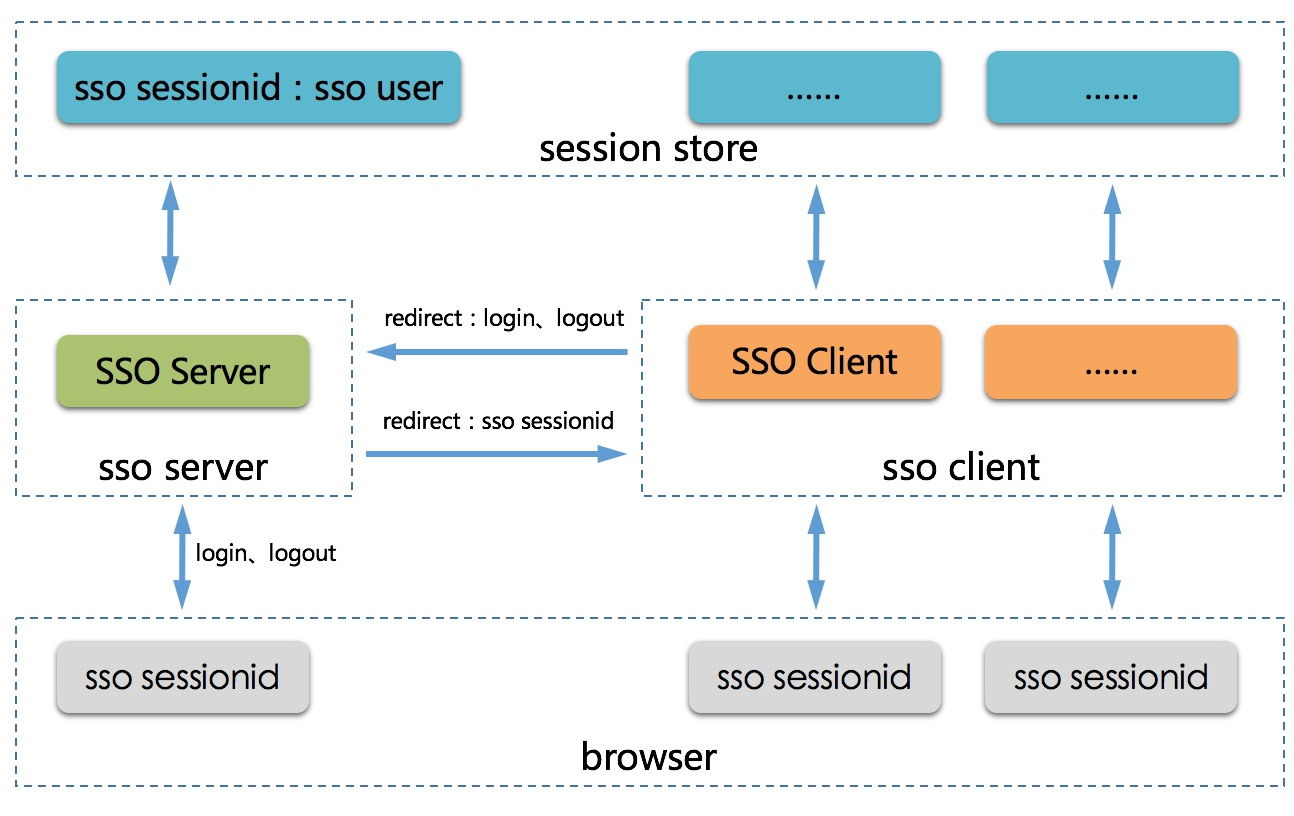 sso sessionid：sso user
......
......
session store
redirect：login、logout
SSO Server
SSO Client
......
redirect：sso sessionid
sso server
sso client
login、logout
sso sessionid
sso sessionid
sso sessionid
browser